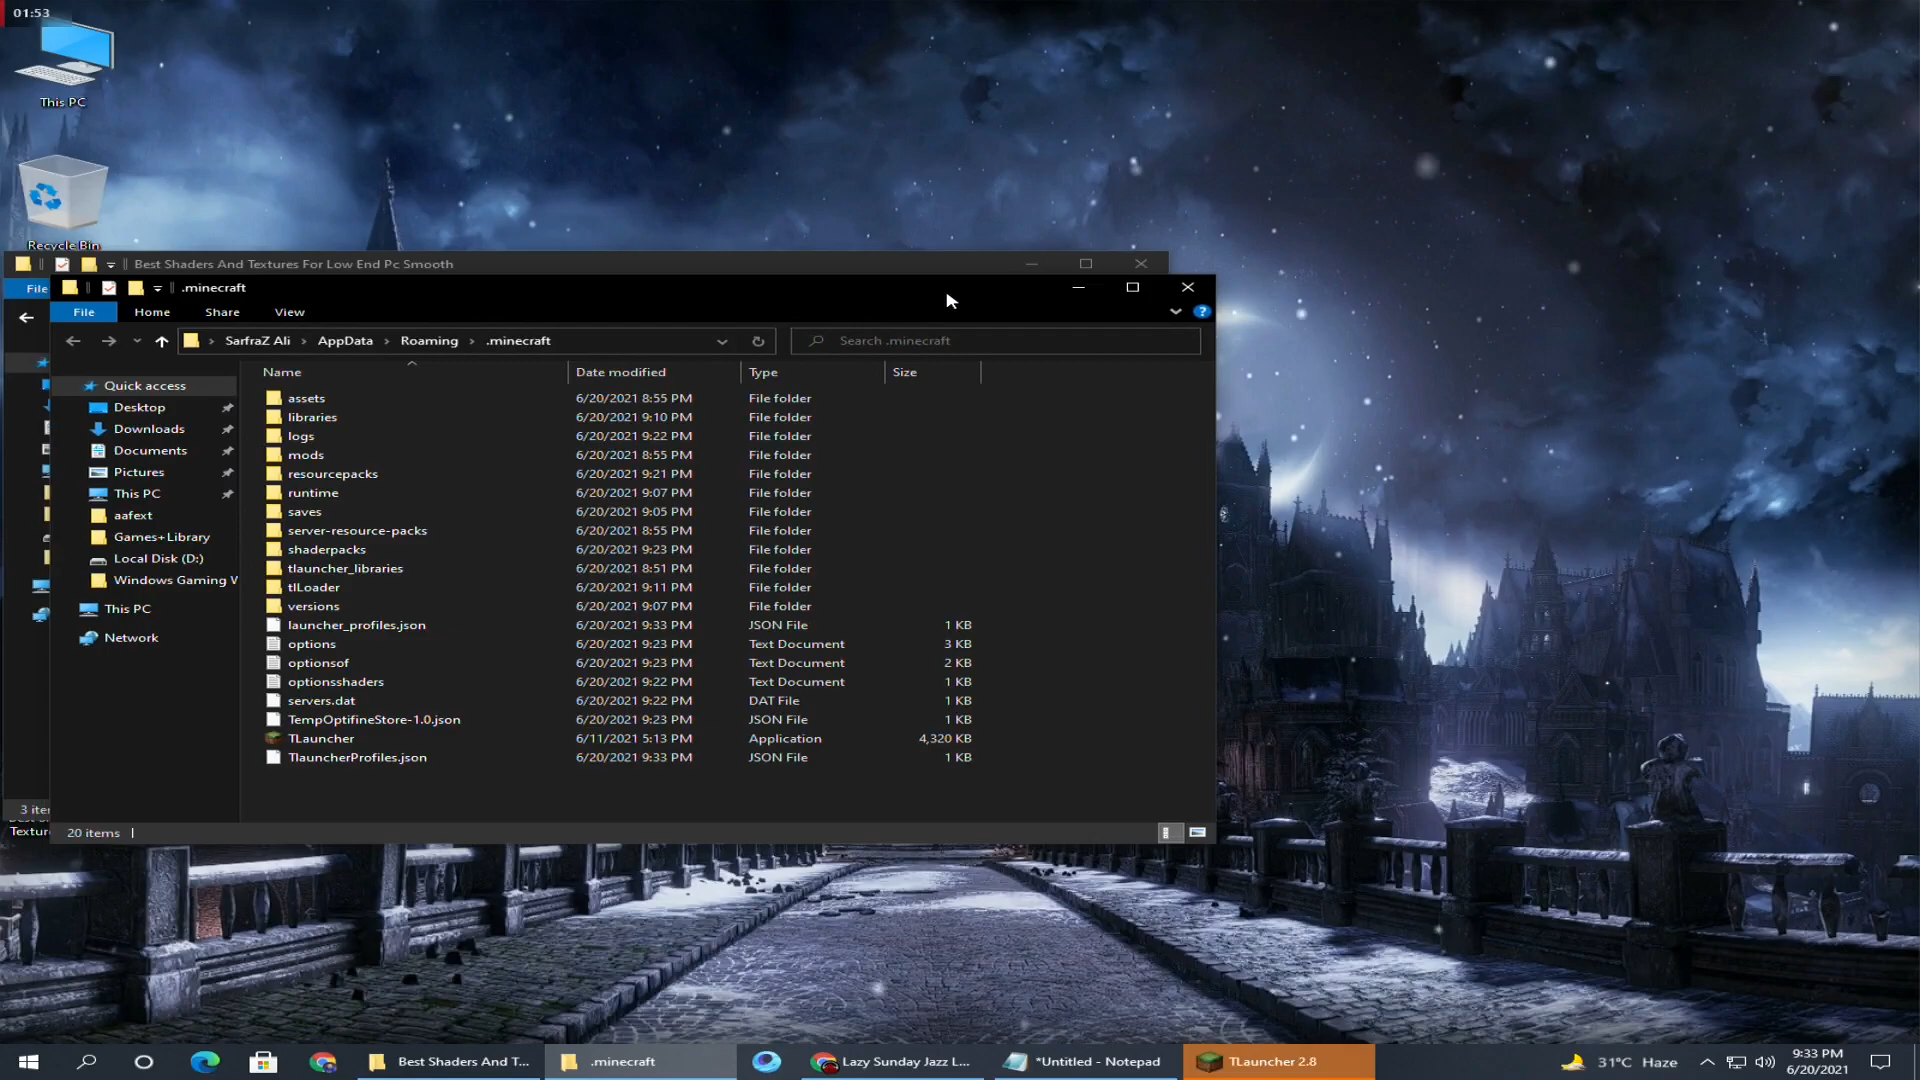 01:53
This PC
Recycle Bin
Best Shaders And Textures For Low End Pc Smooth
File
.minecraft
File Home Share View
SarfraZ Ali AppData Roaming .minecraft
Search .minecraft
Name Date modified Type Size
Quick access
Desktop
Downloads
Documents
Pictures
This PC
aafext
Games+Library
Local Disk (D:)
Windows Gaming V
This PC
Network
assets 6/20/2021 8:55 PM File folder
libraries 6/20/2021 9:10 PM File folder
logs 6/20/2021 9:22 PM File folder
mods 6/20/2021 8:55 PM File folder
resourcepacks 6/20/2021 9:21 PM File folder
runtime 6/20/2021 9:07 PM File folder
saves 6/20/2021 9:05 PM File folder
server-resource-packs 6/20/2021 8:55 PM File folder
shaderpacks 6/20/2021 9:23 PM File folder
tlauncher_libraries 6/20/2021 8:51 PM File folder
tlLoader 6/20/2021 9:11 PM File folder
versions 6/20/2021 9:07 PM File folder
launcher_profiles.json 6/20/2021 9:33 PM JSON File 1 KB
options 6/20/2021 9:23 PM Text Document 3 KB
optionsof 6/20/2021 9:23 PM Text Document 2 KB
optionsshaders 6/20/2021 9:22 PM Text Document 1 KB
servers.dat 6/20/2021 9:22 PM DAT File 1 KB
TempOptifineStore-1.0.json 6/20/2021 9:23 PM JSON File 1 KB
TLauncher 6/11/2021 5:13 PM Application 4,320 KB
TlauncherProfiles.json 6/20/2021 9:33 PM JSON File 1 KB
3 iter
Texture
20 items
Best Shaders And T...
.minecraft
Lazy Sunday Jazz L...
*Untitled - Notepad
TLauncher 2.8
31°C Haze
9:33 PM
6/20/2021